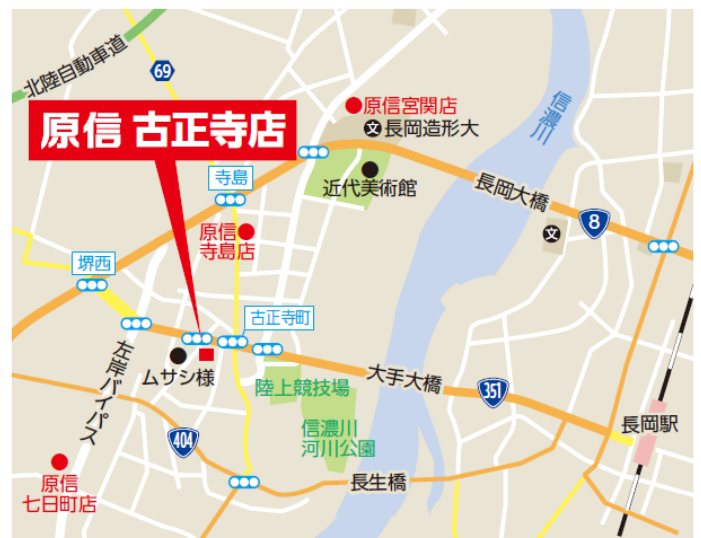 北陸自動車道
69
原信宮関店
文
長岡造形大
信濃川
原信 古正寺店
近代美術館
寺島
長岡大橋
8
文
原信
寺島店
堺西
古正寺町
左岸バイパス
ムサシ様
陸上競技場
大手大橋
351
長岡駅
信濃川
河川公園
404
原信
七日町店
長生橋